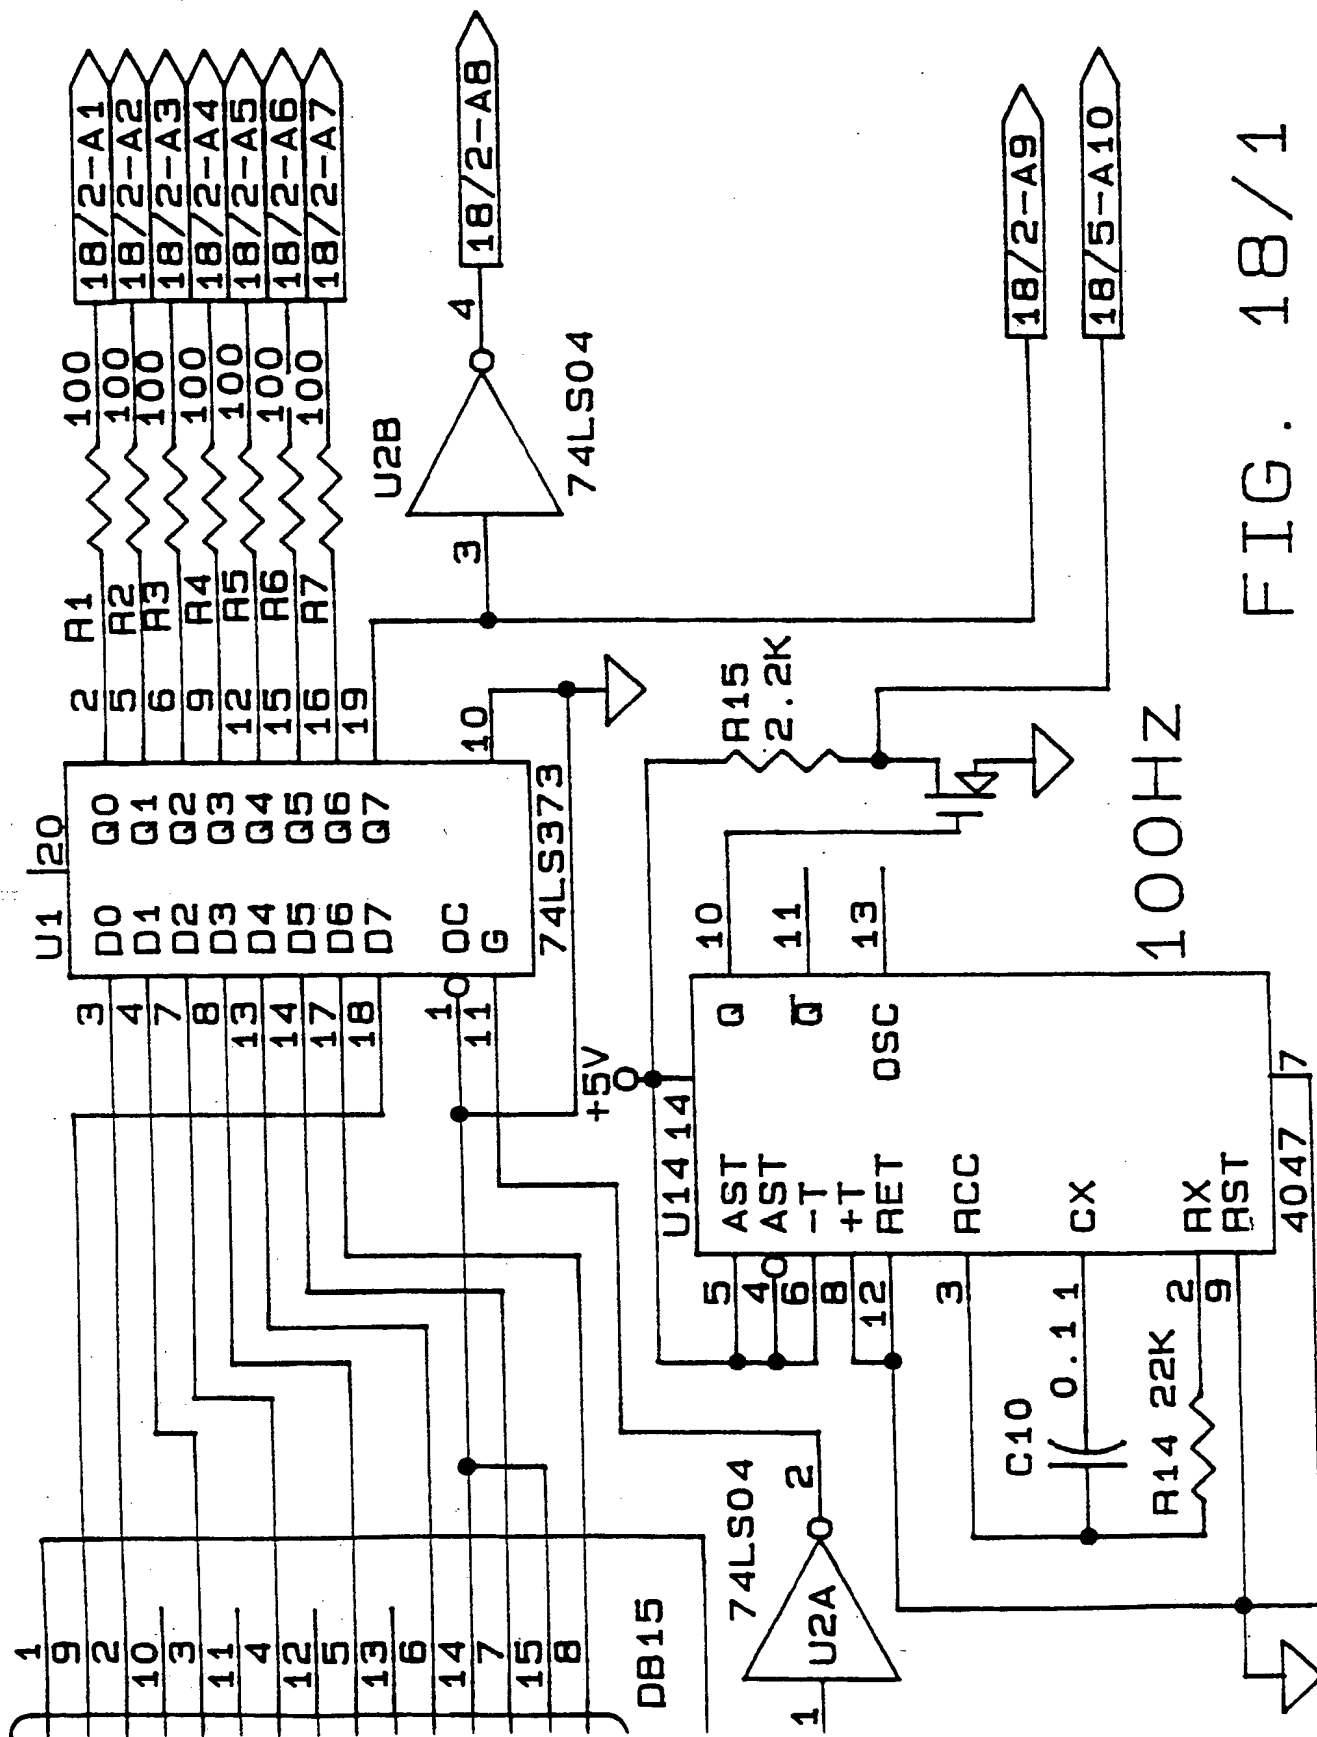 1
9
2
10
3
11
4
12
5
13
6
14
7
15
8
DB15
U1
20
3
4
7
8
13
14
17
18
1
11
D0
D1
D2
D3
D4
D5
D6
D7
OC
G
Q0
Q1
Q2
Q3
Q4
Q5
Q6
Q7
74LS373
2
5
6
9
12
15
16
19
10
R1 100
R2 100
R3 100
R4 100
R5 100
R6 100
R7 100
18/2-A1
18/2-A2
18/2-A3
18/2-A4
18/2-A5
18/2-A6
18/2-A7
U2B
3
4
74LS04
18/2-A8
18/2-A9
18/5-A10
74LS04
U2A
1
2
+5V
U14
14
5
4
6
8
12
3
1
2
9
AST
AST
-T
+T
RET
RCC
CX
RX
RST
Q
Q
OSC
10
11
13
4047
7
C10
0.1
R14 22K
R15
2.2K
100HZ
FIG. 18/1